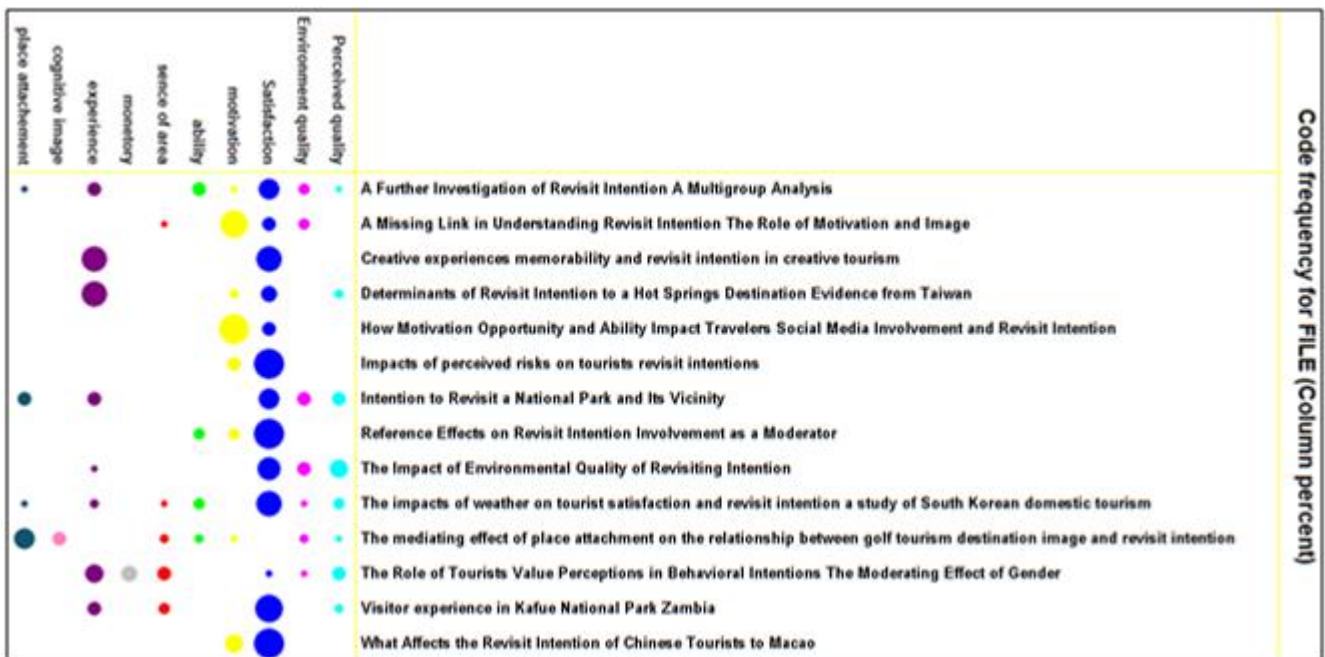 place attachement
cognitive image
experience
monetory
sence of area
ability
motivation
Satisfaction
Environment quality
Perceived quality
A Further Investigation of Revisit Intention A Multigroup Analysis
A Missing Link in Understanding Revisit Intention The Role of Motivation and Image
Creative experiences memorability and revisit intention in creative tourism
Determinants of Revisit Intention to a Hot Springs Destination Evidence from Taiwan
How Motivation Opportunity and Ability Impact Travelers Social Media Involvement and Revisit Intention
Impacts of perceived risks on tourists revisit intentions
Intention to Revisit a National Park and Its Vicinity
Reference Effects on Revisit Intention Involvement as a Moderator
The Impact of Environmental Quality of Revisiting Intention
The impacts of weather on tourist satisfaction and revisit intention a study of South Korean domestic tourism
The mediating effect of place attachment on the relationship between golf tourism destination image and revisit intention
The Role of Tourists Value Perceptions in Behavioral Intentions The Moderating Effect of Gender
Visitor experience in Kafue National Park Zambia
What Affects the Revisit Intention of Chinese Tourists to Macao
Code frequency for FILE (Column percent)